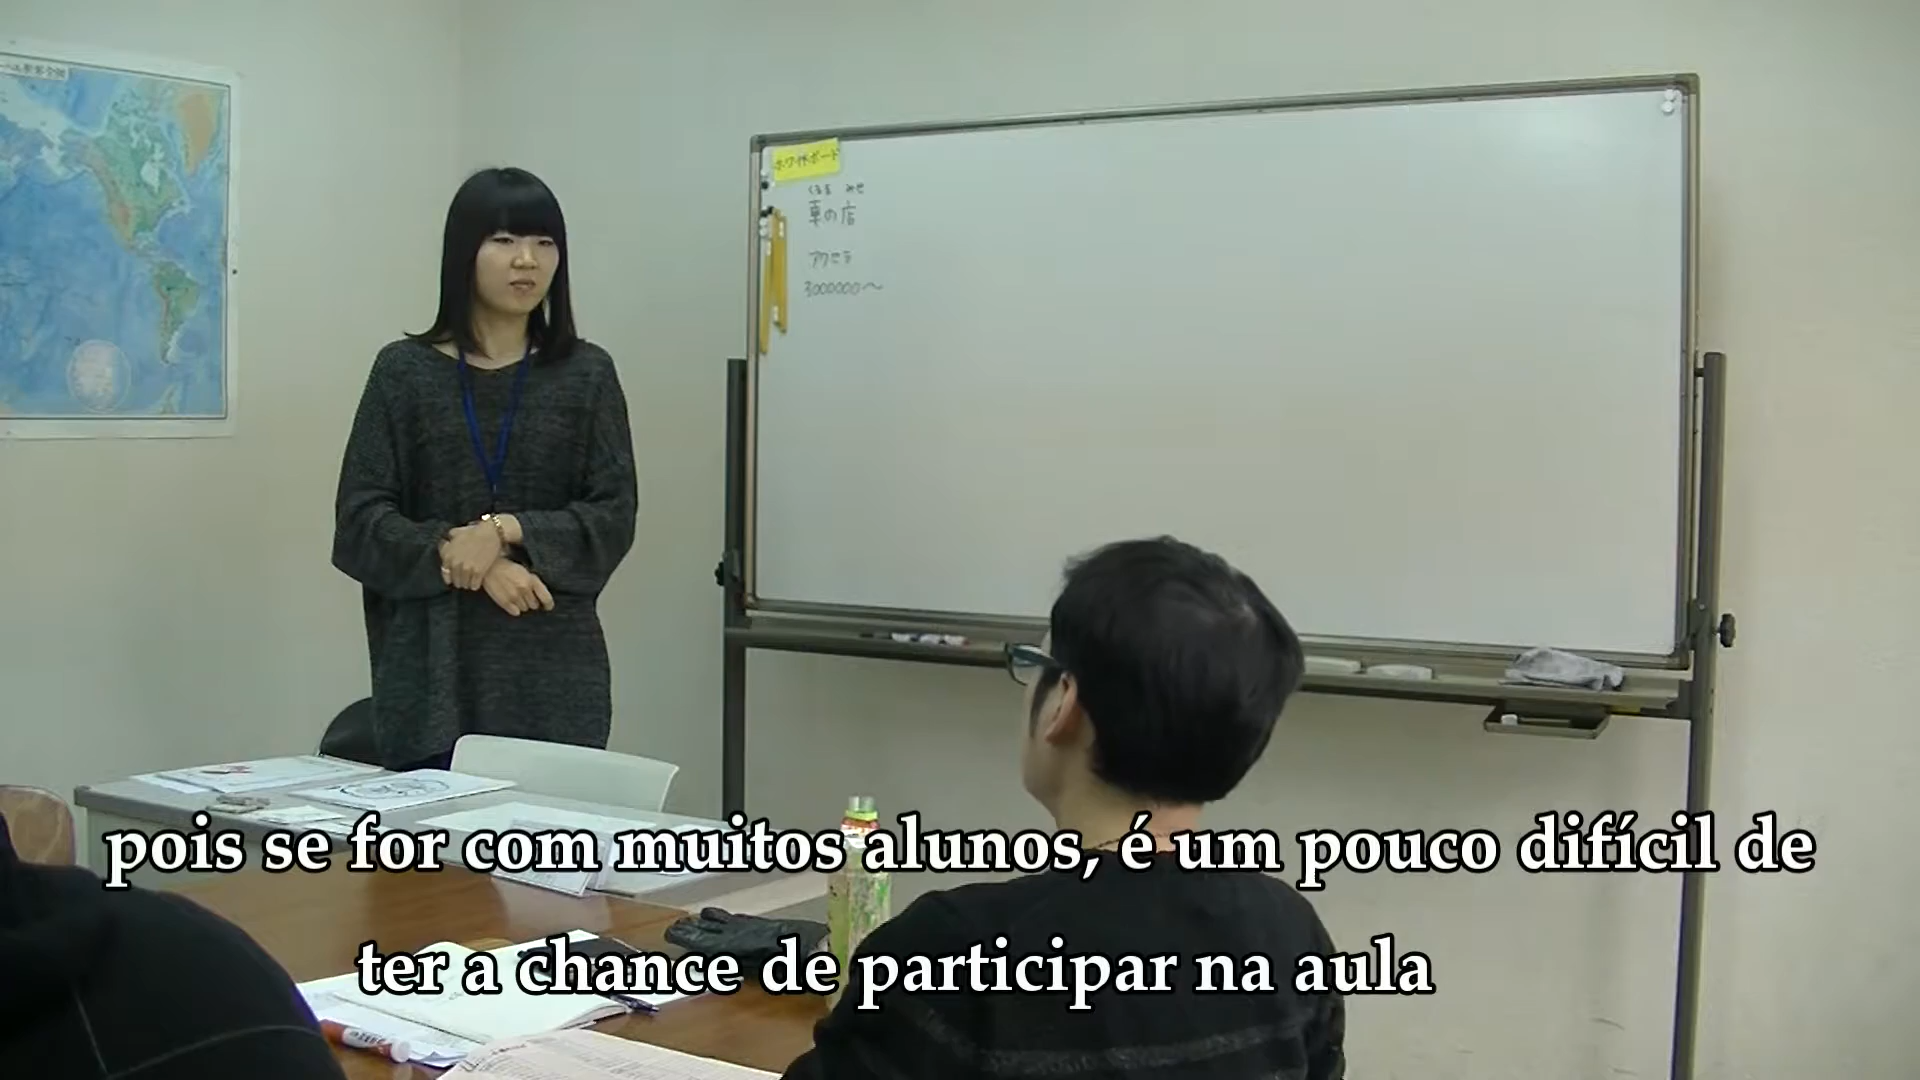 ホワイトボード
くるま みせ
車の店
アクセラ
3000000〜
pois se for com muitos alunos, é um pouco difícil de
ter a chance de participar na aula